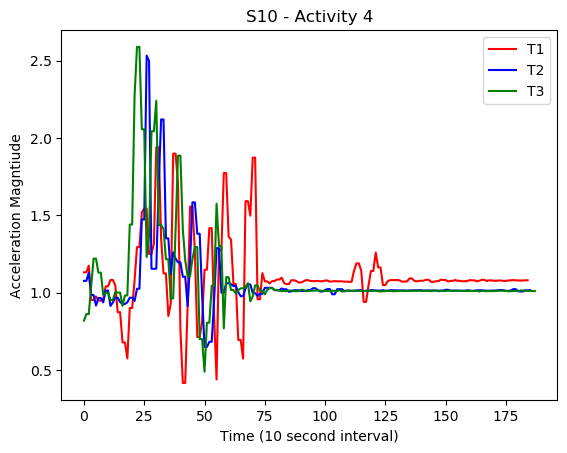 S10 - Activity 4
T1
T2
T3
Acceleration Magntiude
2.5
2.0
1.5
1.0
0.5
0 25 50 75 100 125 150 175
Time (10 second interval)